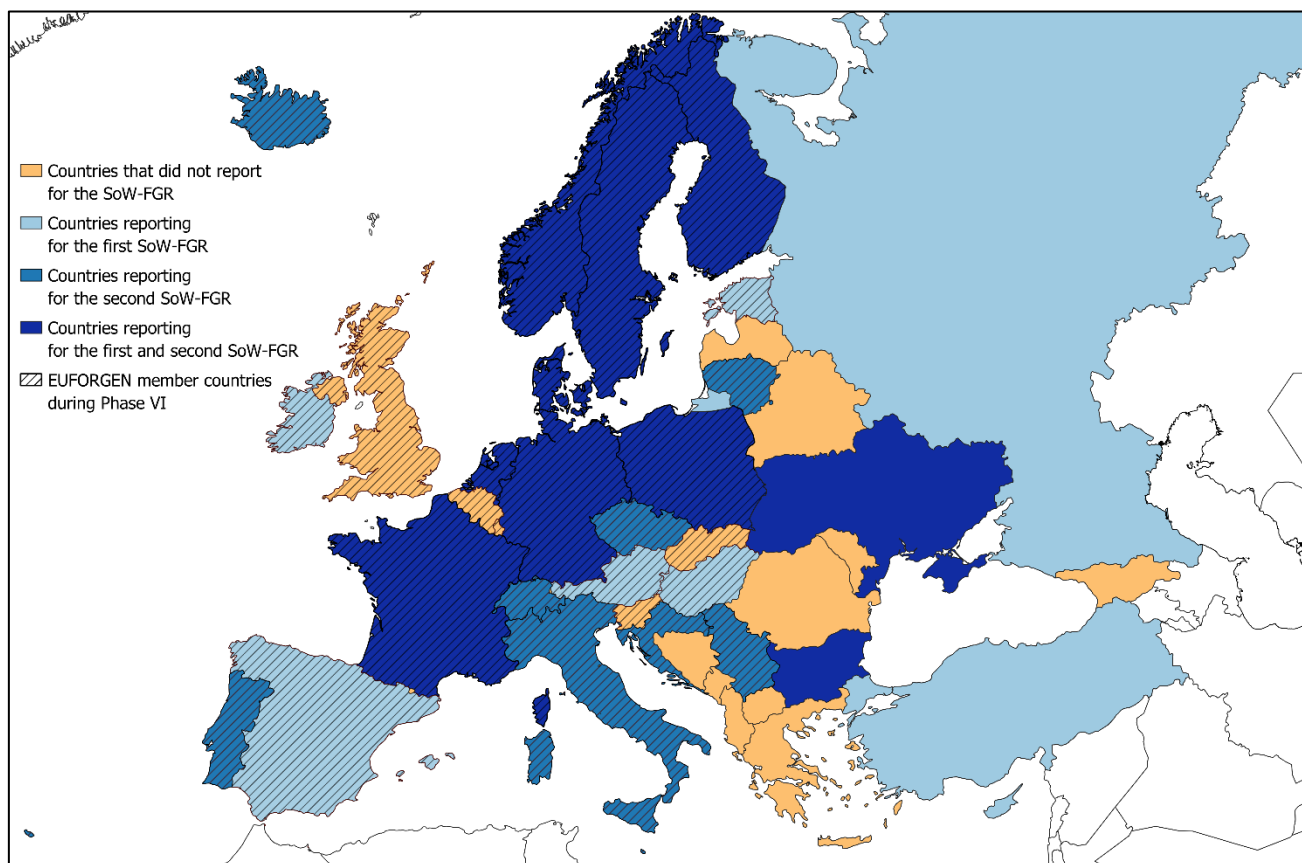 Countries that did not report
for the SoW-FGR
Countries reporting
for the first SoW-FGR
Countries reporting
for the second SoW-FGR
Countries reporting
for the first and second SoW-FGR
EUFORGEN member countries
during Phase VI